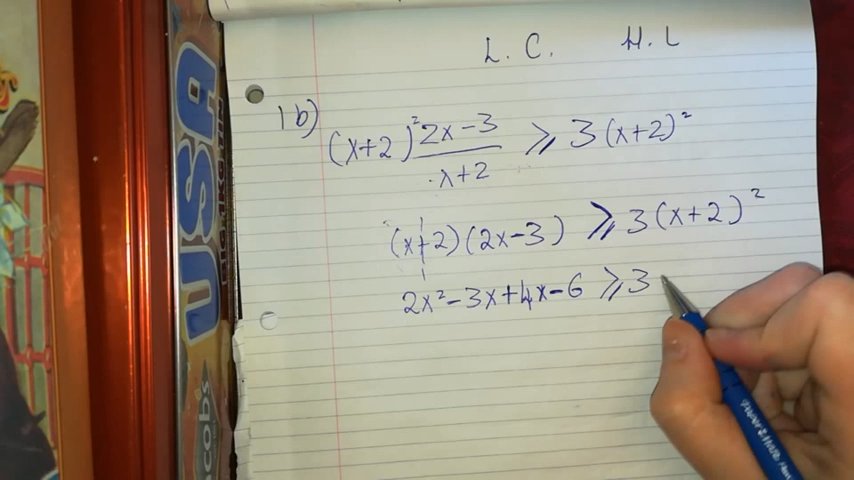 L. C. H. L
1b)
(x+2)² 2x-3/x+2 ⩾ 3(x+2)²
(x+2)(2x-3) ⩾ 3(x+2)²
2x²-3x+4x-6 ⩾ 3
USA
cobs